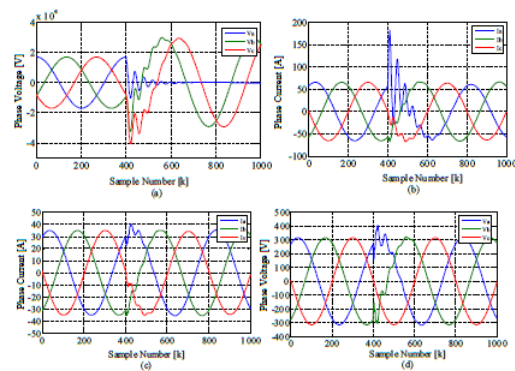 4 x 10⁴
Va
Vb
Vc
2
0
-2
-4
Phase Voltage [V]
0 200 400 600 800 1000
Sample Number [k]
(a)
200
Ia
Ib
Ic
150
100
50
0
-50
-100
Phase Current [A]
0 200 400 600 800 1000
Sample Number [k]
(b)
50
Ia
Ib
Ic
40
30
20
10
0
-10
-20
-30
-40
-50
Phase Current [A]
0 200 400 600 800 1000
Sample Number [k]
(c)
500
Va
Vb
Vc
400
300
200
100
0
-100
-200
-300
-400
Phase Voltage [V]
0 200 400 600 800 1000
Sample Number [k]
(d)